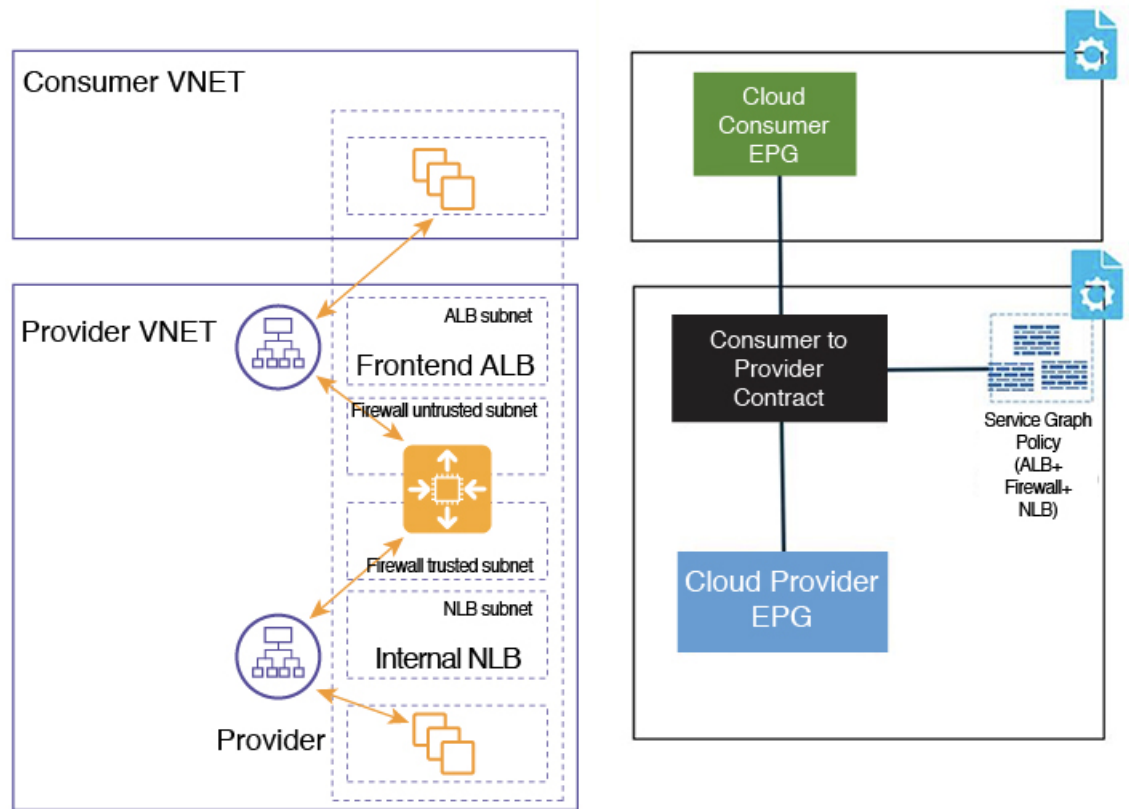 Consumer VNET
Provider VNET
ALB subnet
Frontend ALB
Firewall untrusted subnet
Firewall trusted subnet
NLB subnet
Internal NLB
Provider
Cloud
Consumer
EPG
Consumer to
Provider
Contract
Service Graph
Policy
(ALB+
Firewall+
NLB)
Cloud Provider
EPG